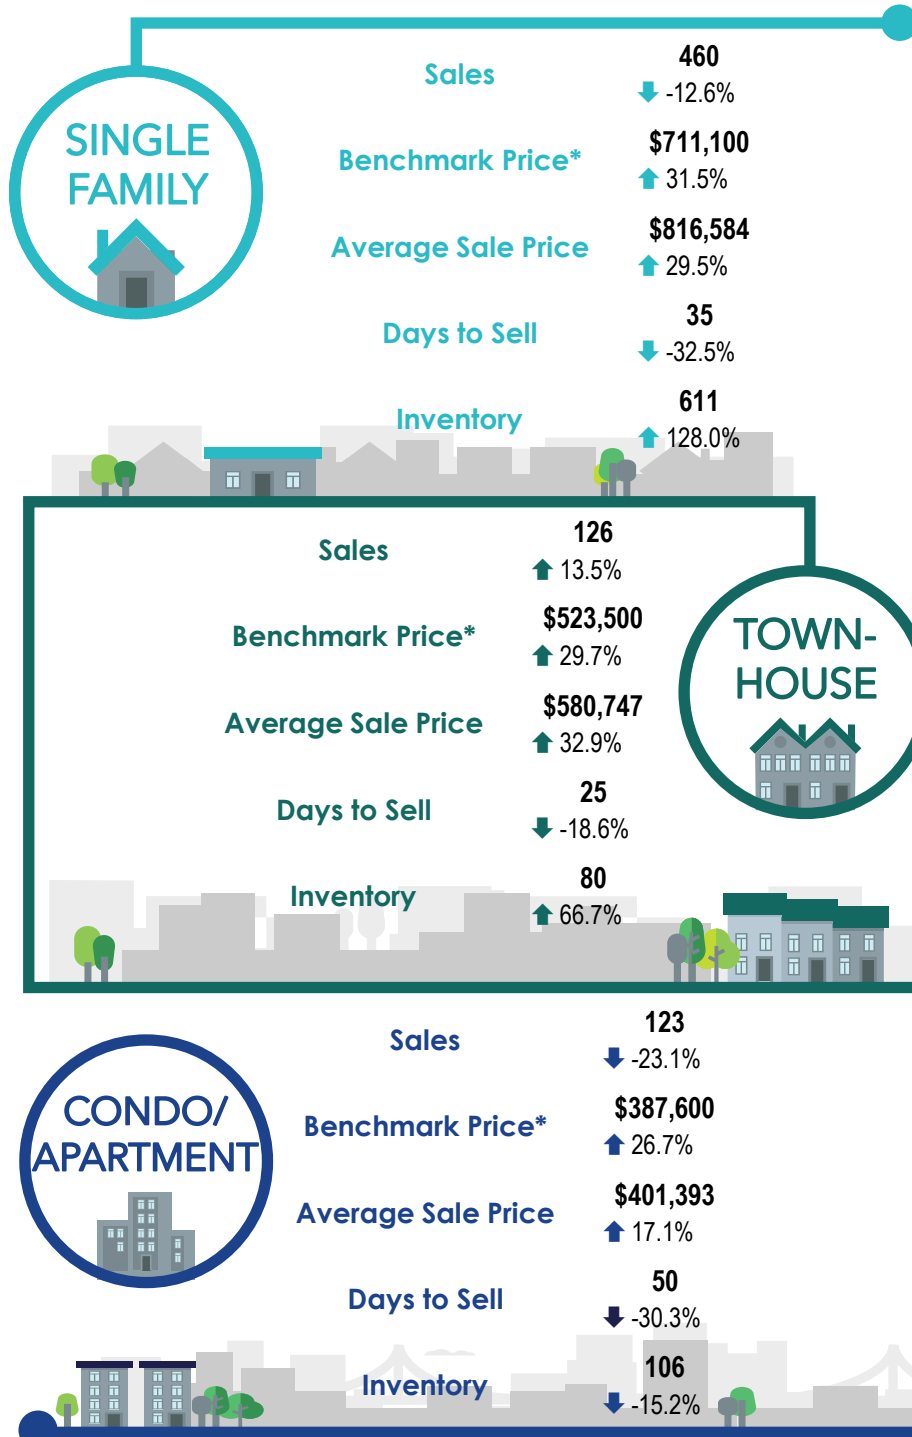 SINGLE
FAMILY
Sales
460
-12.6%
Benchmark Price*
$711,100
31.5%
Average Sale Price
$816,584
29.5%
Days to Sell
35
-32.5%
Inventory
611
128.0%
TOWN-
HOUSE
Sales
126
13.5%
Benchmark Price*
$523,500
29.7%
Average Sale Price
$580,747
32.9%
Days to Sell
25
-18.6%
Inventory
80
66.7%
CONDO/
APARTMENT
Sales
123
-23.1%
Benchmark Price*
$387,600
26.7%
Average Sale Price
$401,393
17.1%
Days to Sell
50
-30.3%
Inventory
106
-15.2%